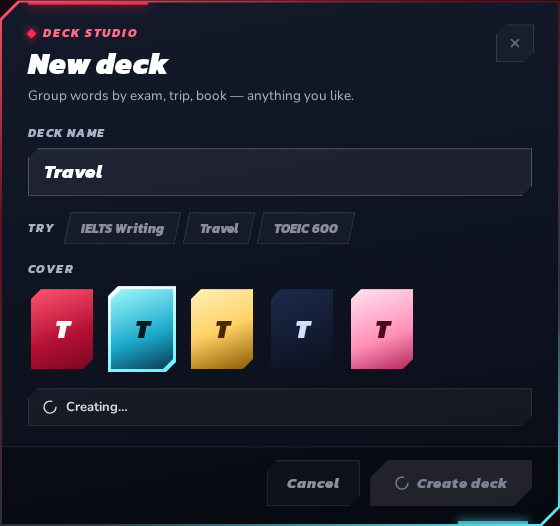 DECK STUDIO
New deck
Group words by exam, trip, book — anything you like.
DECK NAME
Travel
TRY IELTS Writing Travel TOEIC 600
COVER
T T T T T
Creating...
Cancel Create deck